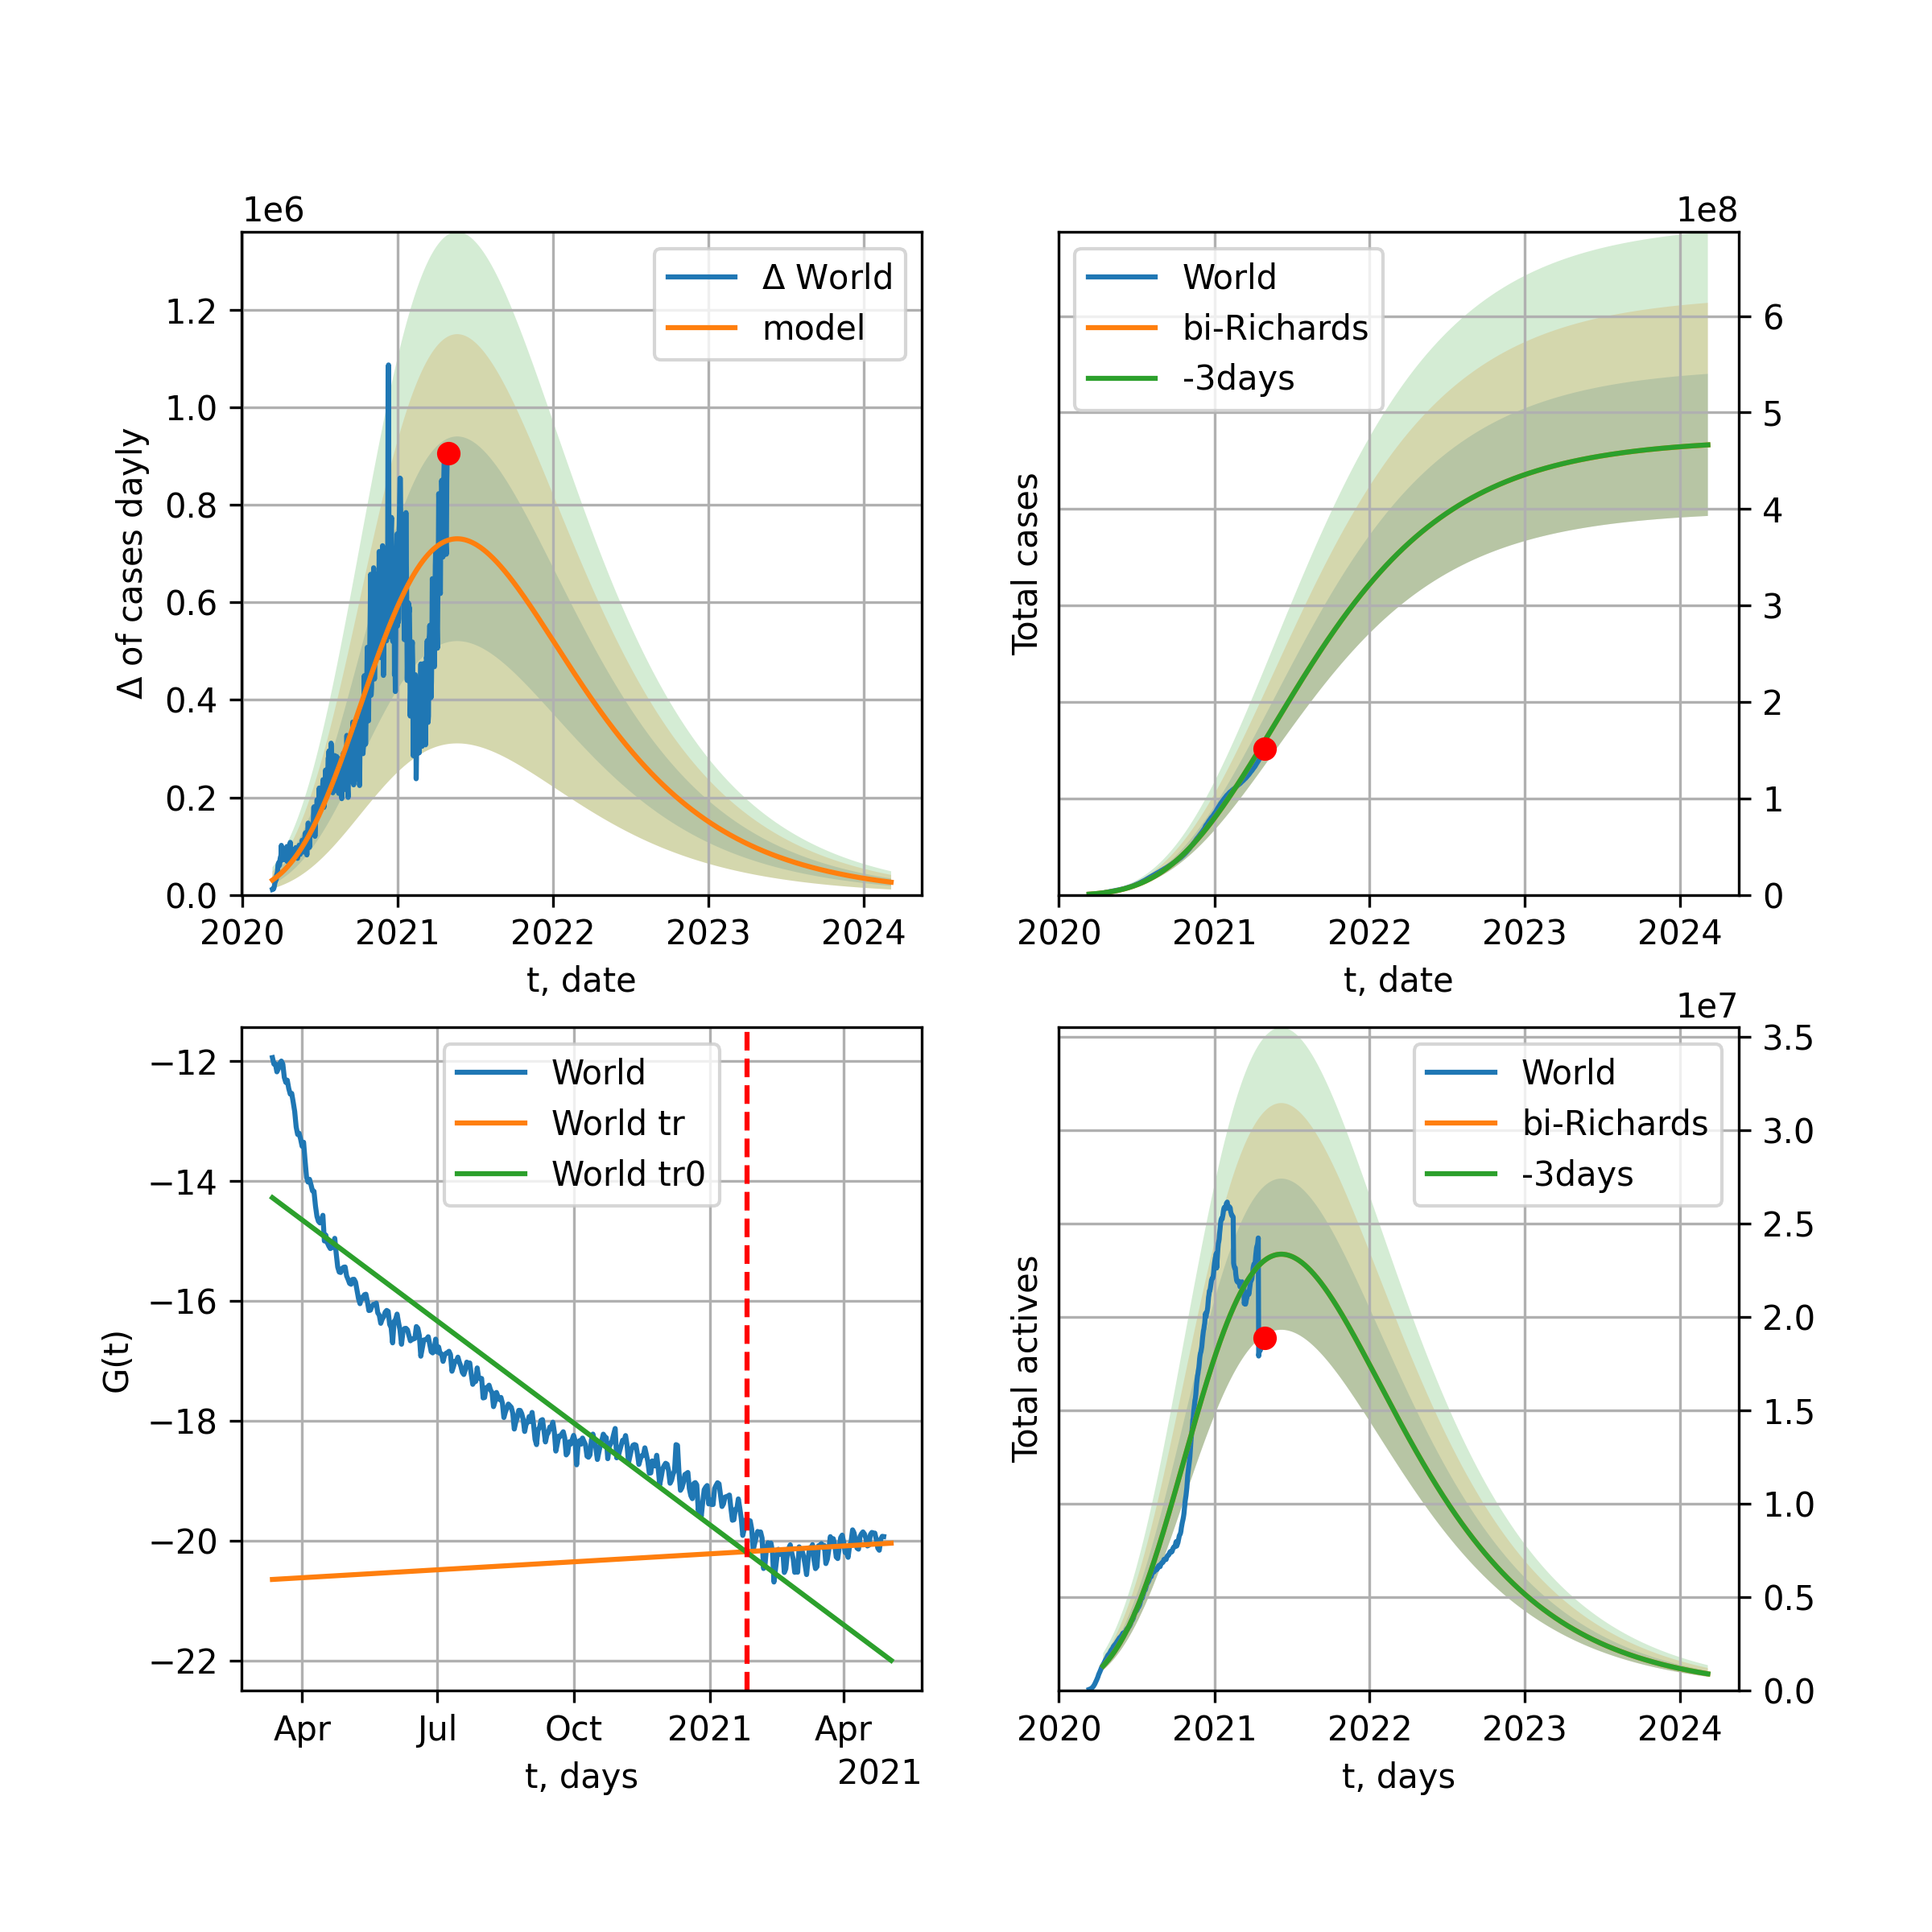 1e6
Δ World
model
1.2
1.0
0.8
0.6
0.4
0.2
0.0
Δ of cases dayly
2020 2021 2022 2023 2024
t, date
1e8
World
bi-Richards
-3days
6
5
4
3
2
1
0
Total cases
2020 2021 2022 2023 2024
t, date
World
World tr
World tr0
−12
−14
−16
−18
−20
−22
G(t)
Apr Jul Oct 2021 Apr
2021
t, days
1e7
World
bi-Richards
-3days
3.5
3.0
2.5
2.0
1.5
1.0
0.5
0.0
Total actives
2020 2021 2022 2023 2024
t, days